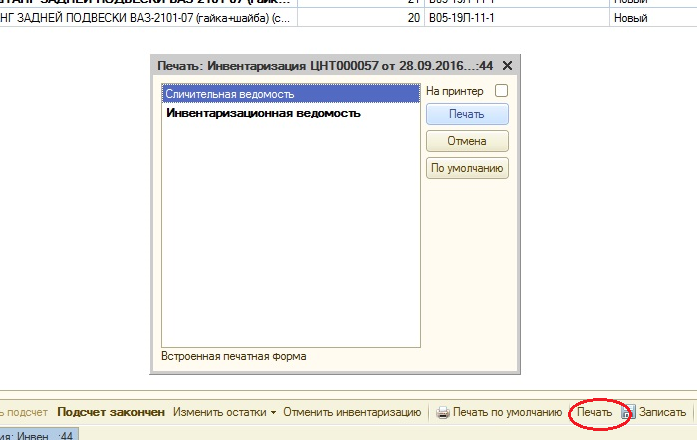 НГ ЗАДНЕЙ ПОДВЕСКИ ВАЗ-2101-07 (гайка-шайба) (с... 20 В05-19Л-11-1 Новый
Печать: Инвентаризация ЦНТ000057 от 28.09.2016...:44
Сличительная ведомость
Инвентаризационная ведомость
На принтер
Печать
Отмена
По умолчанию
Встроенная печатная форма
ь подсчет Подсчет закончен Изменить остатки Отменить инвентаризацию Печать по умолчанию Печать Записать
ия: Инвен... :44